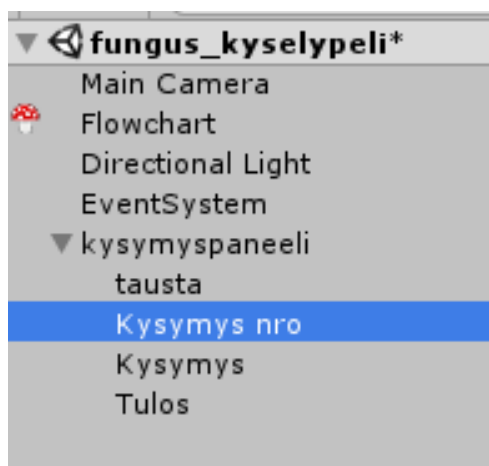 fungus_kyselypeli*
Main Camera
Flowchart
Directional Light
EventSystem
kysymyspaneeli
tausta
Kysymys nro
Kysymys
Tulos